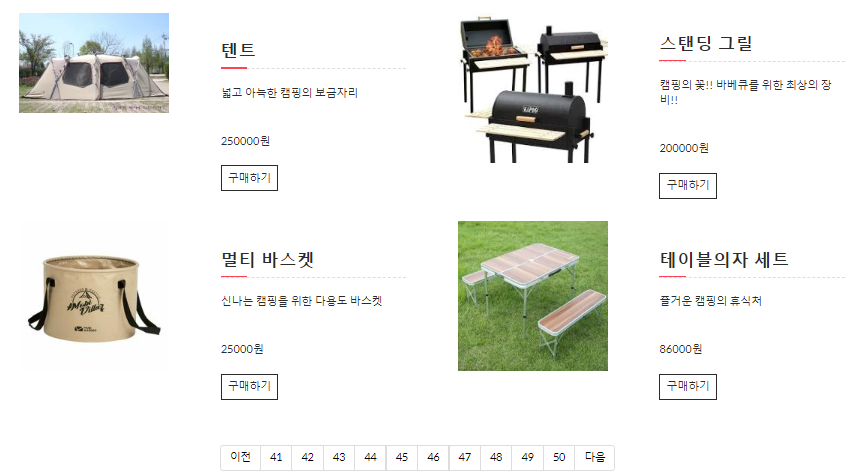 텐트
넓고 아늑한 캠핑의 보금자리
250000원
구매하기
스탠딩 그릴
캠핑의 꽃!! 바베큐를 위한 최상의 장
비!!
200000원
구매하기
멀티 바스켓
신나는 캠핑을 위한 다용도 바스켓
25000원
구매하기
테이블의자 세트
즐거운 캠핑의 휴식처
86000원
구매하기
이전 41 42 43 44 45 46 47 48 49 50 다음